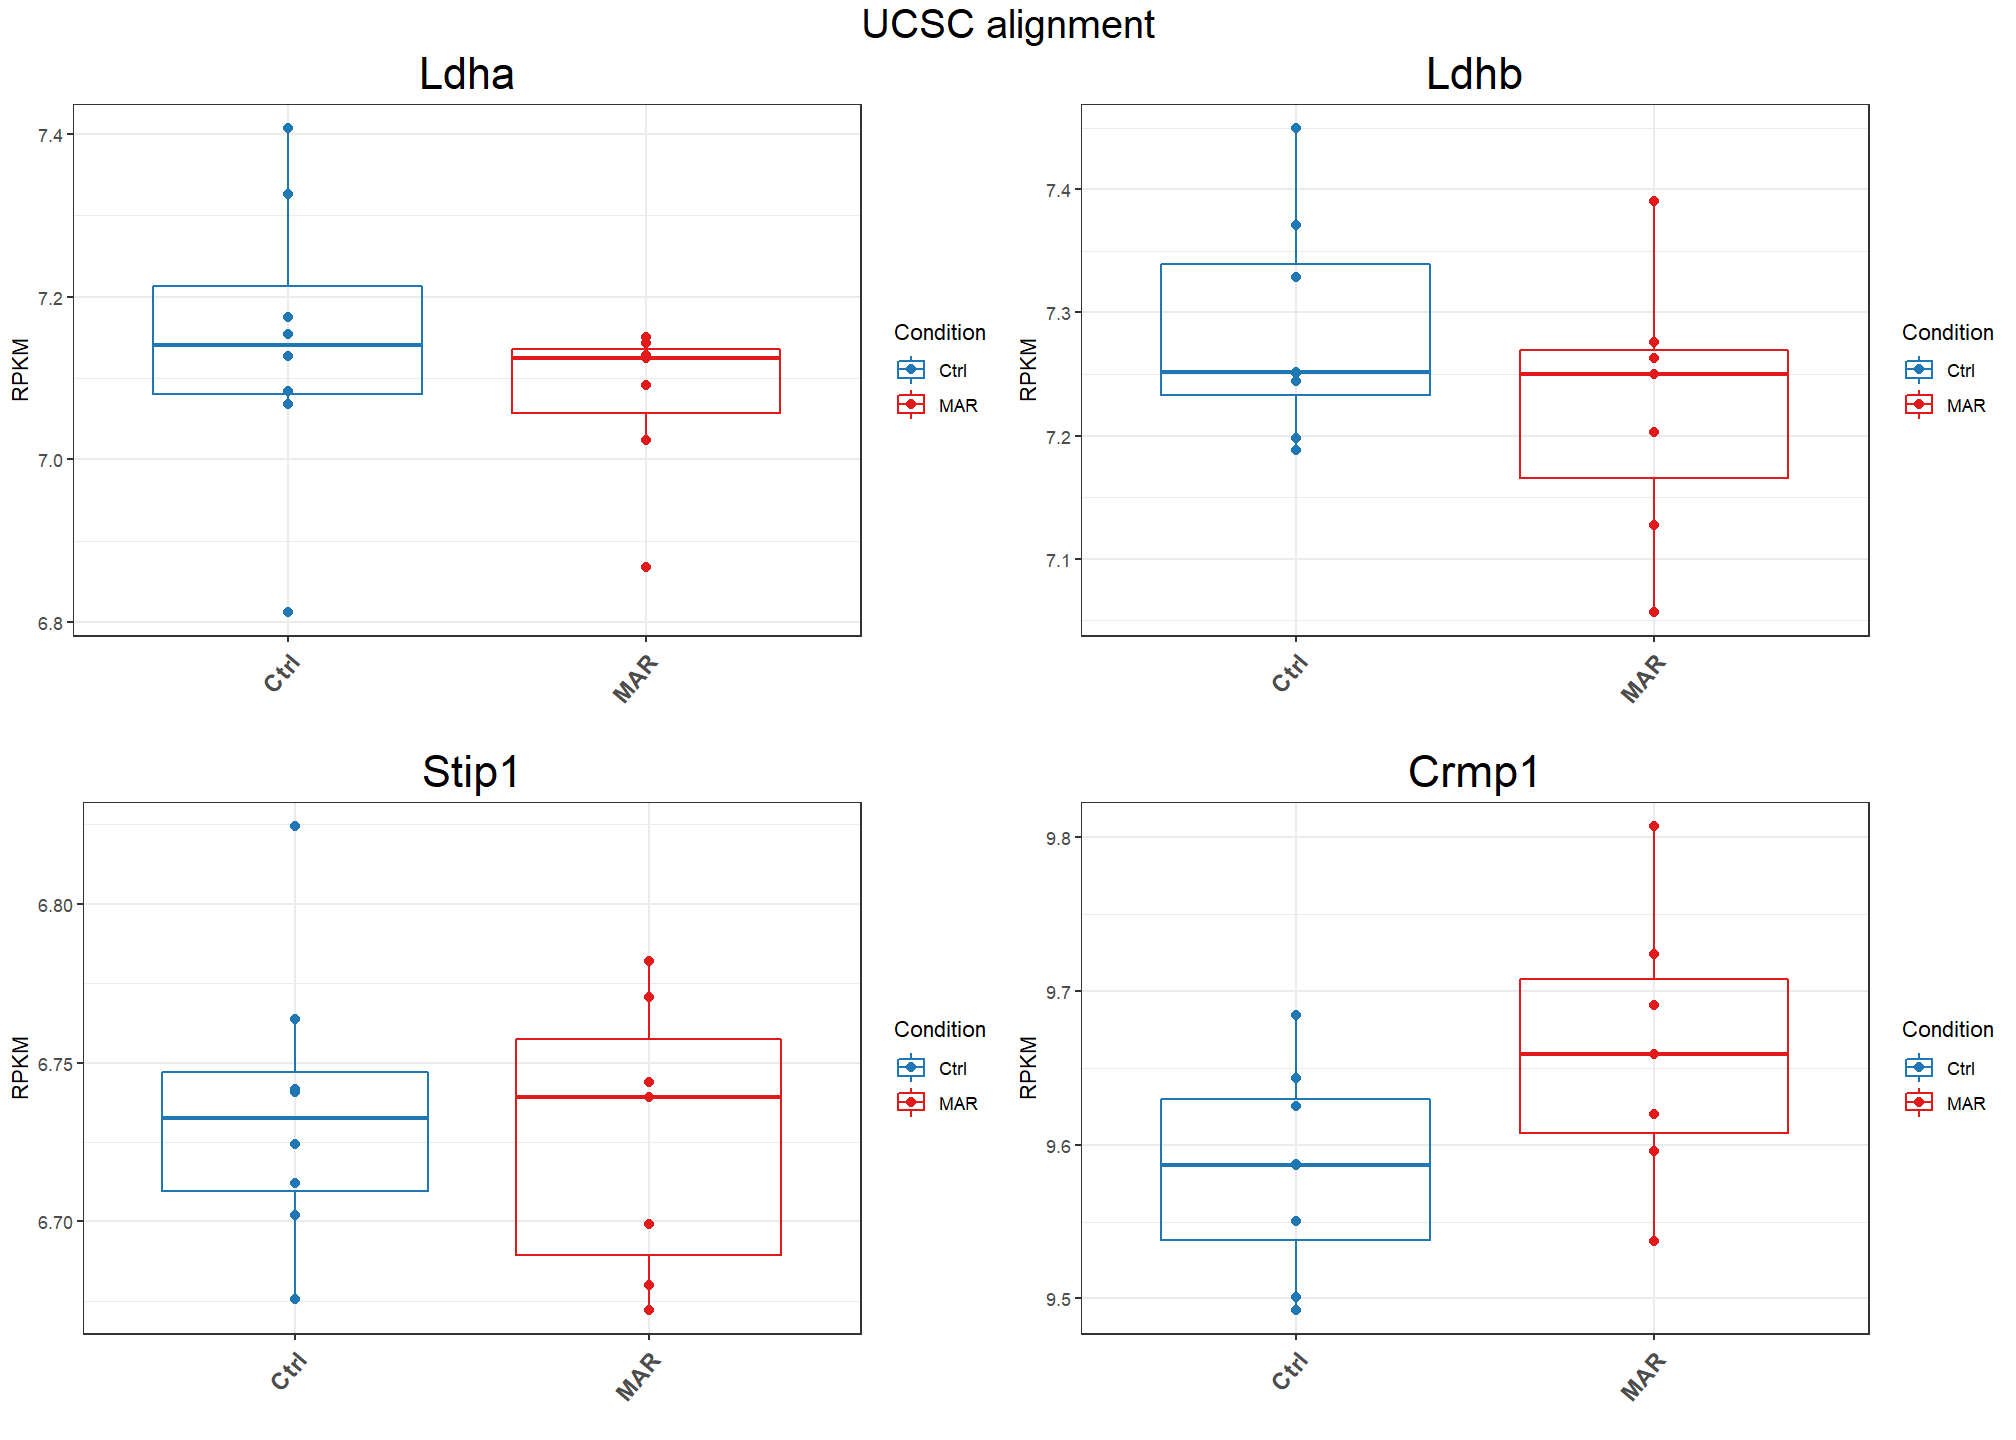 UCSC alignment
Ldha
RPKM
7.4
7.2
7.0
6.8
Ctrl
MAR
Condition
Ctrl
MAR
Ldhb
RPKM
7.4
7.3
7.2
7.1
Ctrl
MAR
Condition
Ctrl
MAR
Stip1
RPKM
6.80
6.75
6.70
Ctrl
MAR
Condition
Ctrl
MAR
Crmp1
RPKM
9.8
9.7
9.6
9.5
Ctrl
MAR
Condition
Ctrl
MAR